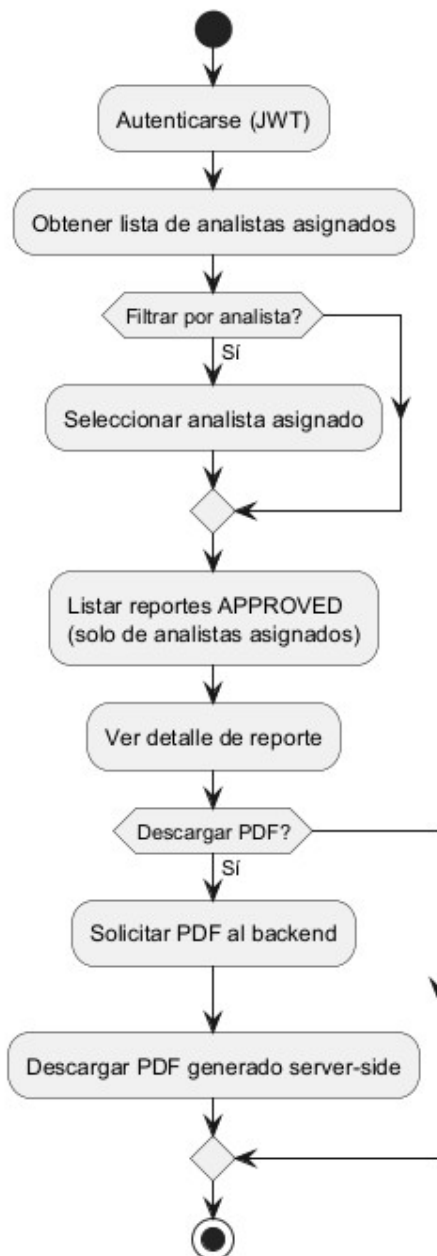 Autenticarse (JWT)
Obtener lista de analistas asignados
Filtrar por analista?
Sí
Seleccionar analista asignado
Listar reportes APPROVED
(solo de analistas asignados)
Ver detalle de reporte
Descargar PDF?
Sí
Solicitar PDF al backend
Descargar PDF generado server-side